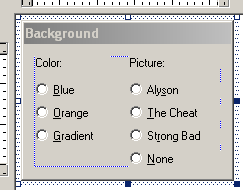 Background
Color: Picture:
Blue Alyson
Orange The Cheat
Gradient Strong Bad
None